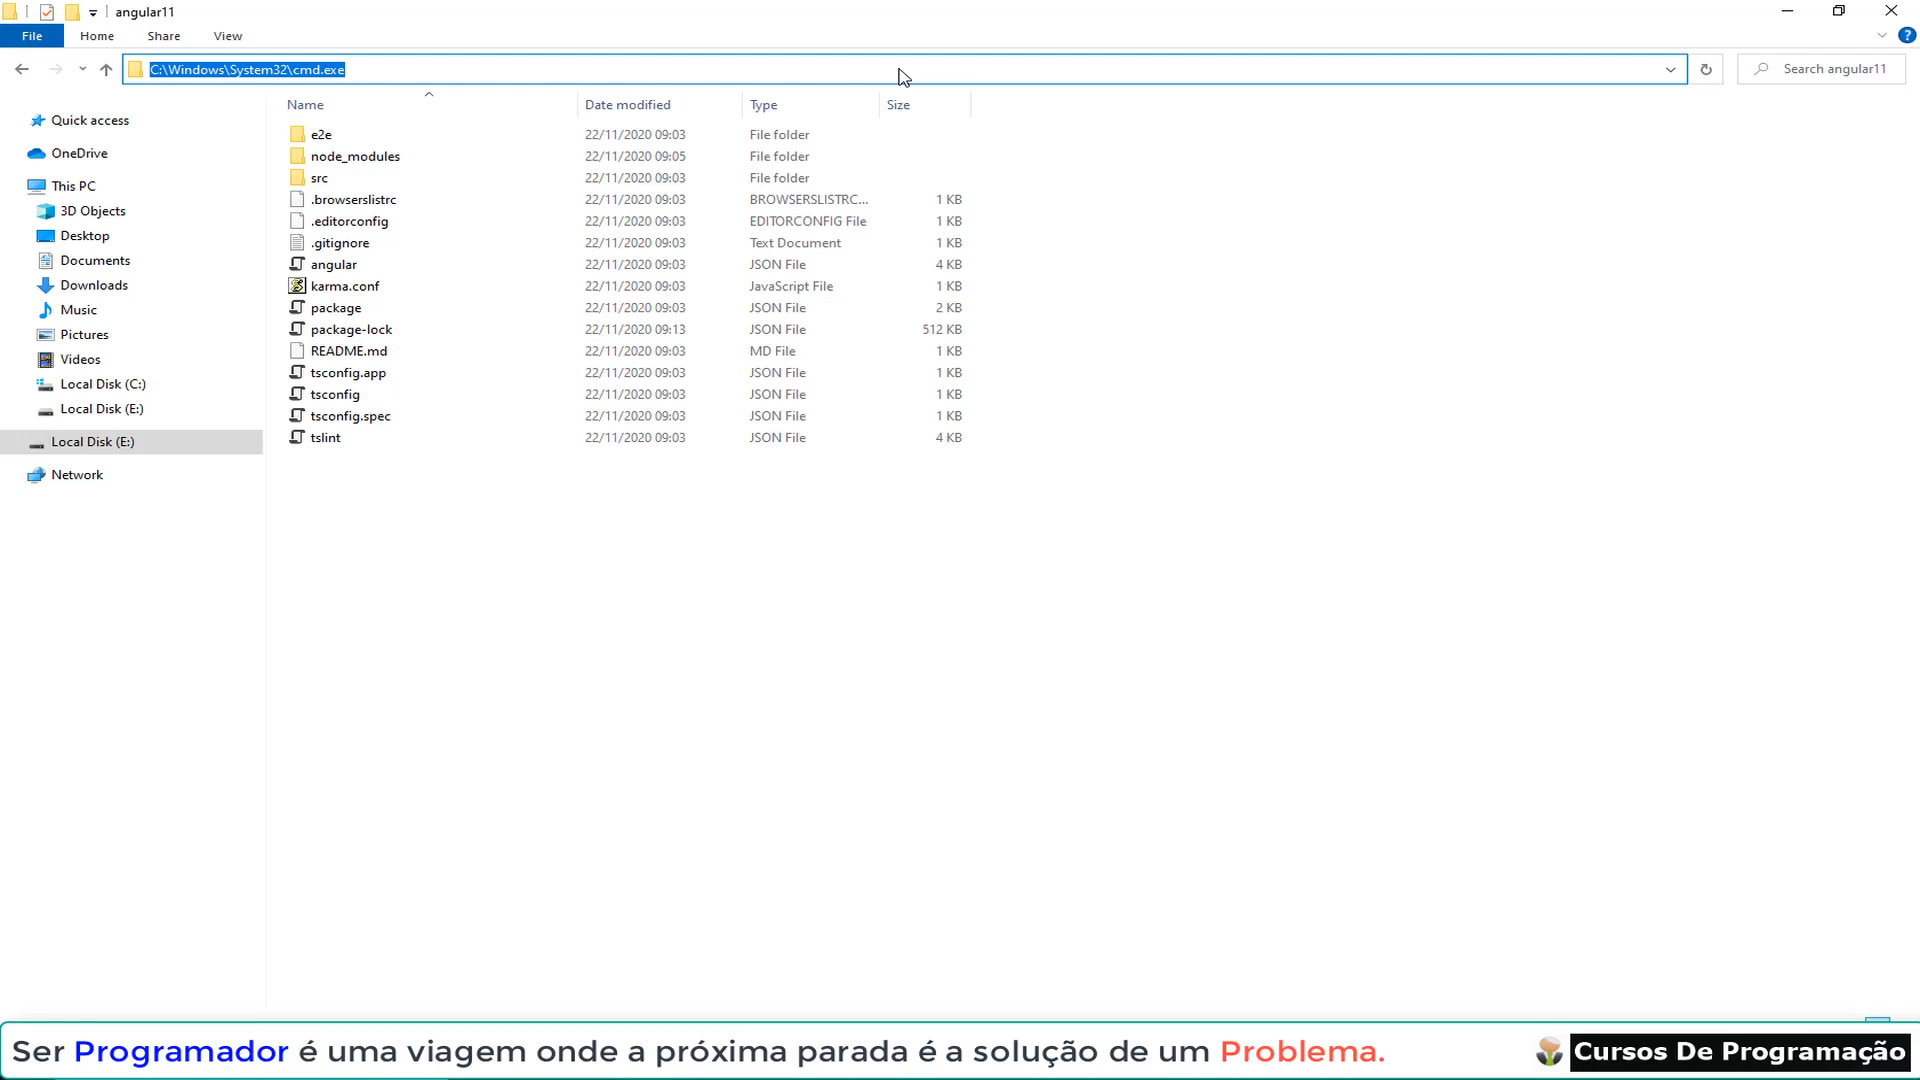 angular11
File Home Share View
C:\Windows\System32\cmd.exe
Search angular11
Name Date modified Type Size
Quick access
OneDrive
This PC
3D Objects
Desktop
Documents
Downloads
Music
Pictures
Videos
Local Disk (C:)
Local Disk (E:)
Local Disk (E:)
Network
e2e 22/11/2020 09:03 File folder
node_modules 22/11/2020 09:05 File folder
src 22/11/2020 09:03 File folder
.browserslistrc 22/11/2020 09:03 BROWSERSLISTRC... 1 KB
.editorconfig 22/11/2020 09:03 EDITORCONFIG File 1 KB
.gitignore 22/11/2020 09:03 Text Document 1 KB
angular 22/11/2020 09:03 JSON File 4 KB
karma.conf 22/11/2020 09:03 JavaScript File 1 KB
package 22/11/2020 09:03 JSON File 2 KB
package-lock 22/11/2020 09:13 JSON File 512 KB
README.md 22/11/2020 09:03 MD File 1 KB
tsconfig.app 22/11/2020 09:03 JSON File 1 KB
tsconfig 22/11/2020 09:03 JSON File 1 KB
tsconfig.spec 22/11/2020 09:03 JSON File 1 KB
tslint 22/11/2020 09:03 JSON File 4 KB
Ser Programador é uma viagem onde a próxima parada é a solução de um Problema.
Cursos De Programação